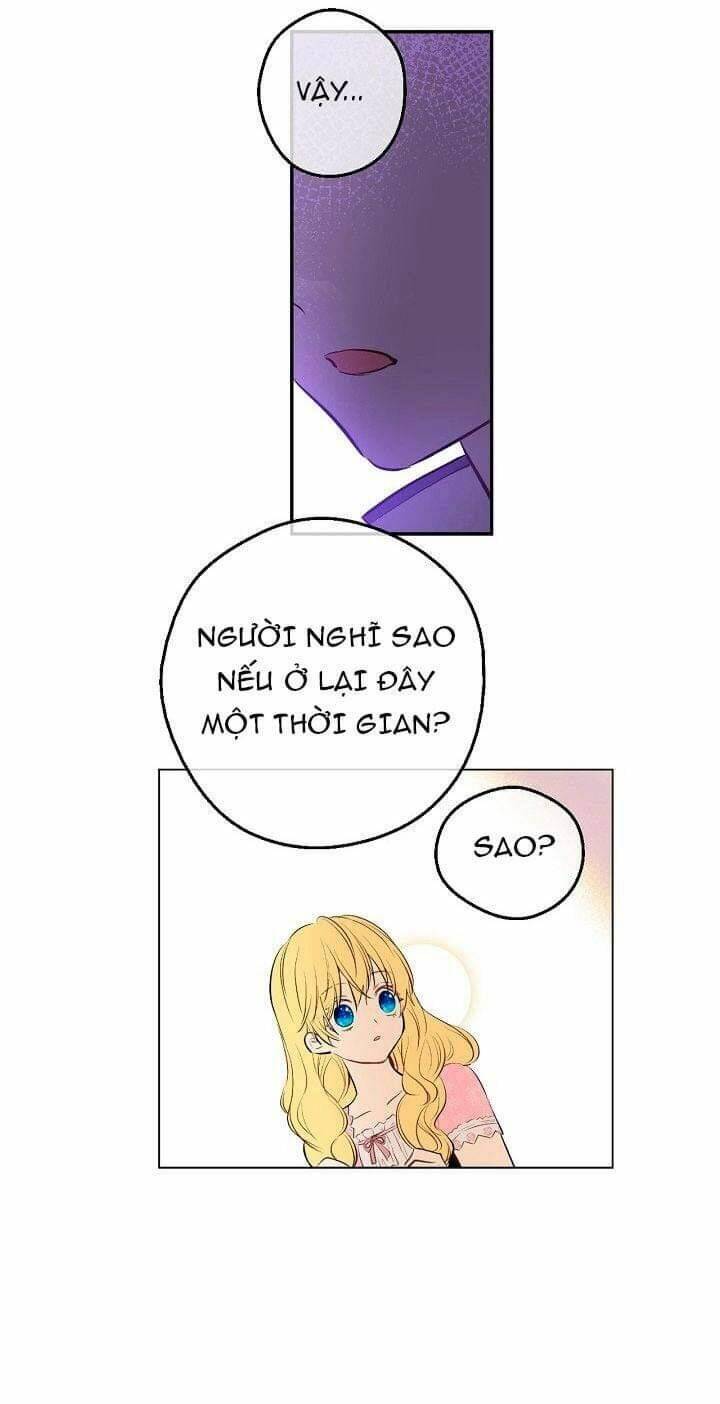 VẬY...
NGƯỜI NGHĨ SAO
NẾU Ở LẠI ĐÂY
MỘT THỜI GIAN?
SAO?